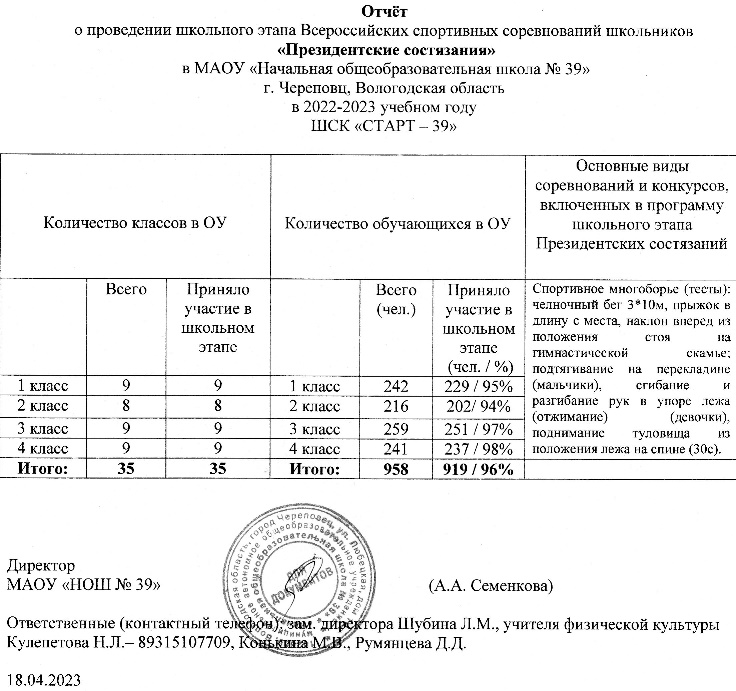 Отчёт
о проведении школьного этапа Всероссийских спортивных соревнований школьников
«Президентские состязания»
в МАОУ «Начальная общеобразовательная школа № 39»
г. Череповец, Вологодская область
в 2022-2023 учебном году
ШСК «СТАРТ – 39»
Количество классов в ОУ
Количество обучающихся в ОУ
Основные виды
соревнований и конкурсов,
включенных в программу
школьного этапа
Президентских состязаний
Всего
Приняло
участие в
школьном
этапе
Всего
(чел.)
Приняло
участие в
школьном
этапе
(чел. / %)
Спортивное многоборье (тесты):
челночный бег 3*10м, прыжок в
длину с места, наклон вперед из
положения стоя на
гимнастической скамье;
подтягивание на перекладине
(мальчики), сгибание и
разгибание рук в упоре лежа
(отжимание) (девочки),
поднимание туловища из
положения лежа на спине (30с).
1 класс 9 9 1 класс 242 229 / 95%
2 класс 8 8 2 класс 216 202/ 94%
3 класс 9 9 3 класс 259 251 / 97%
4 класс 9 9 4 класс 241 237 / 98%
Итого: 35 35 Итого: 958 919 / 96%
ДЛЯ
ДОКУМЕНТОВ
Директор
МАОУ «НОШ № 39» (А.А. Семенкова)
Ответственные (контактный телефон): зам. директора Шубина Л.М., учителя физической культуры
Кулепетова Н.Л.– 89315107709, Конькина М.В., Румянцева Д.Д.
18.04.2023